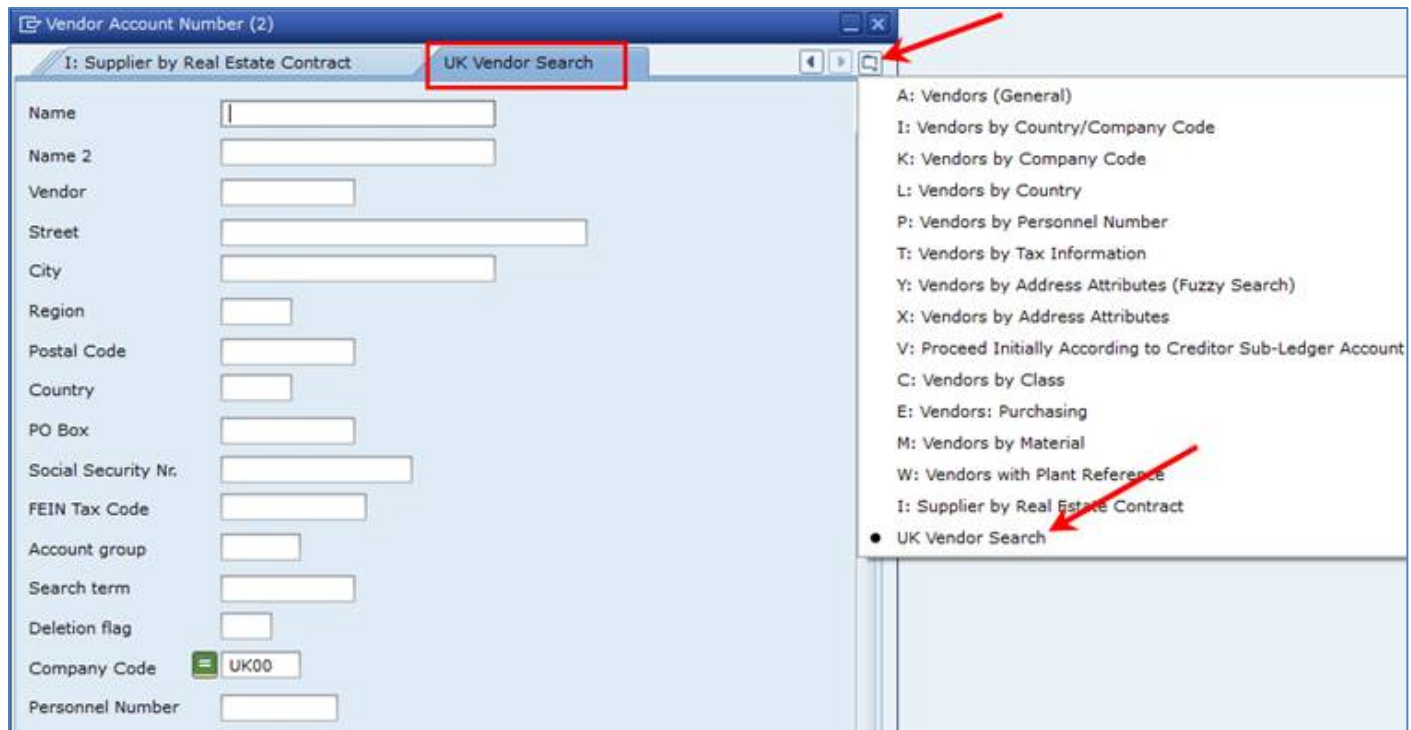 Vendor Account Number (2)
I: Supplier by Real Estate Contract
UK Vendor Search
Name
Name 2
Vendor
Street
City
Region
Postal Code
Country
PO Box
Social Security Nr.
FEIN Tax Code
Account group
Search term
Deletion flag
Company Code = UK00
Personnel Number
A: Vendors (General)
I: Vendors by Country/Company Code
K: Vendors by Company Code
L: Vendors by Country
P: Vendors by Personnel Number
T: Vendors by Tax Information
Y: Vendors by Address Attributes (Fuzzy Search)
X: Vendors by Address Attributes
V: Proceed Initially According to Creditor Sub-Ledger Account
C: Vendors by Class
E: Vendors: Purchasing
M: Vendors by Material
W: Vendors with Plant Reference
I: Supplier by Real Estate Contract
UK Vendor Search